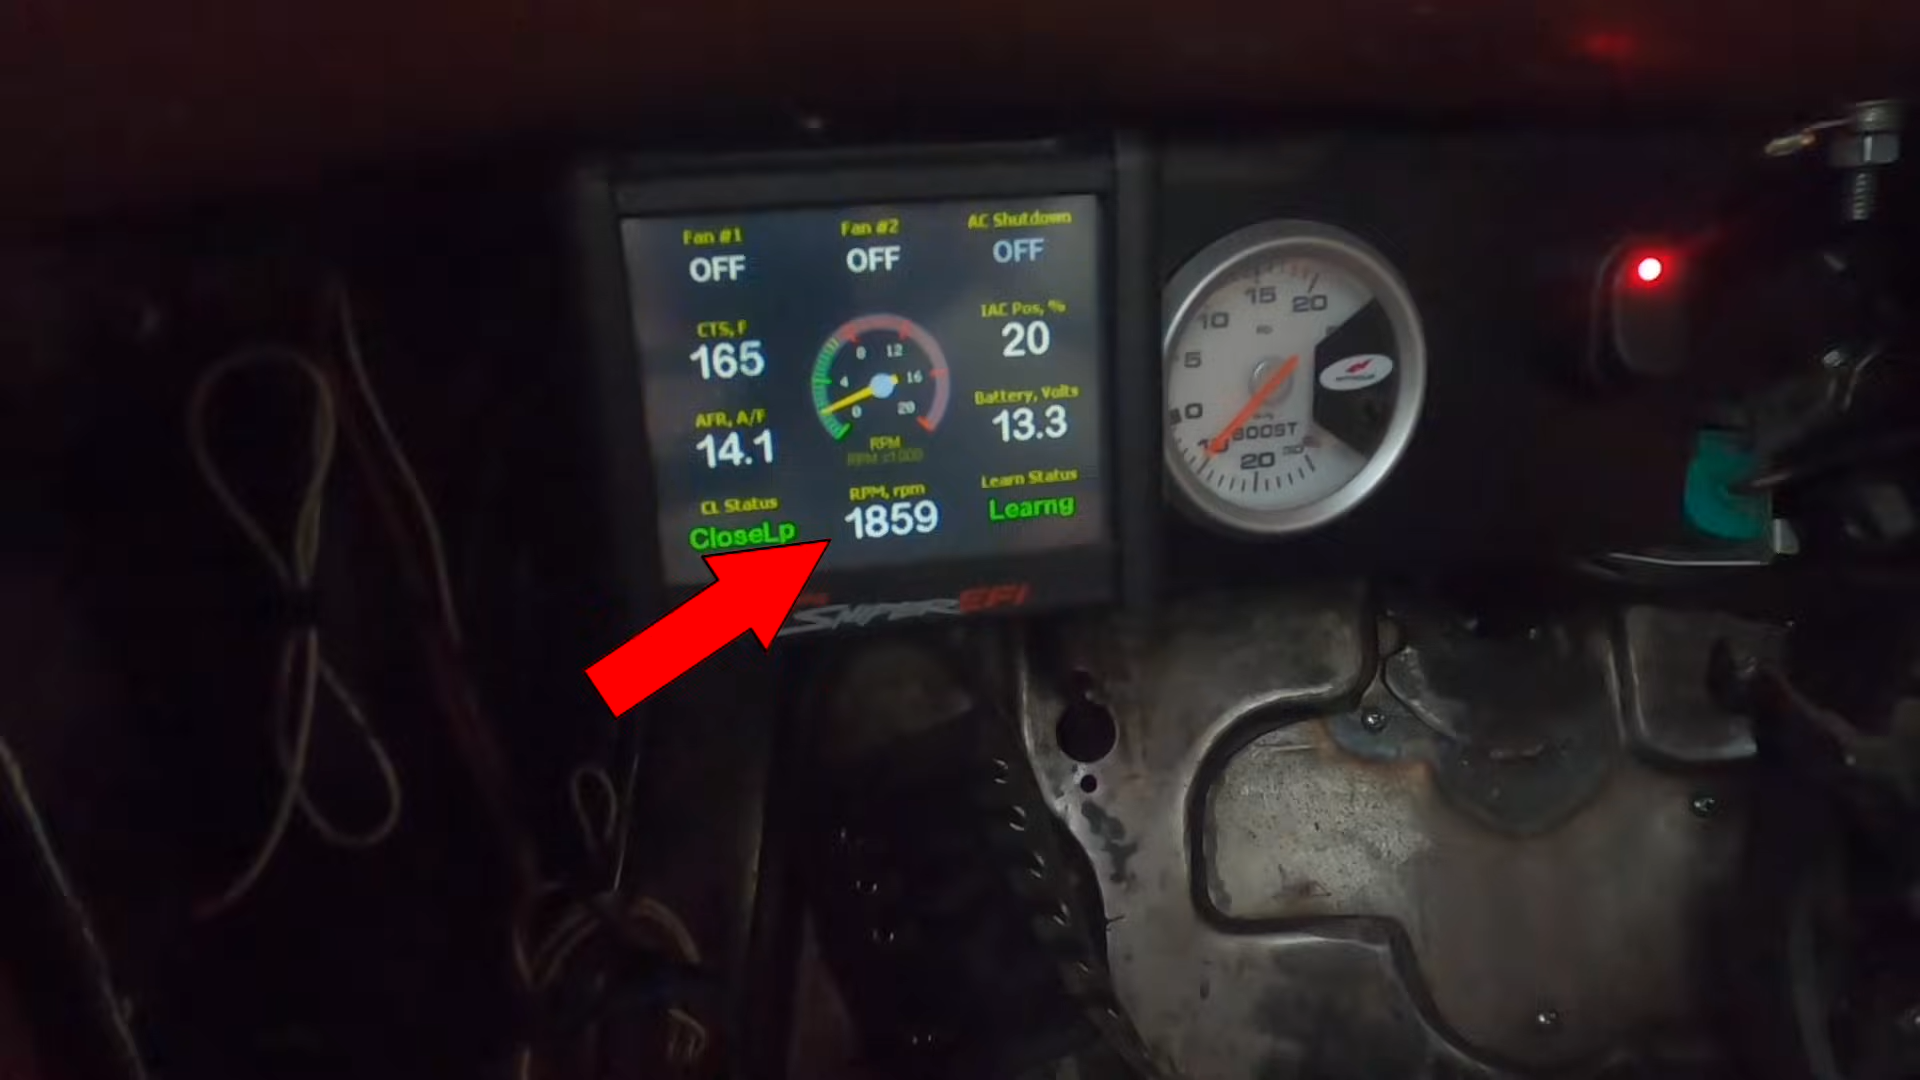 Fan #1
OFF
Fan #2
OFF
AC Shutdown
OFF
CTS, F
165
0
4
8
12
16
20
IAC Pos, %
20
AFR, A/F
14.1
RPM
RPM x1000
Battery, Volts
13.3
CL Status
CloseLp
RPM, rpm
1859
Learn Status
Learng
SNIPER EFI
5
10
15
20
0
BOOST
20